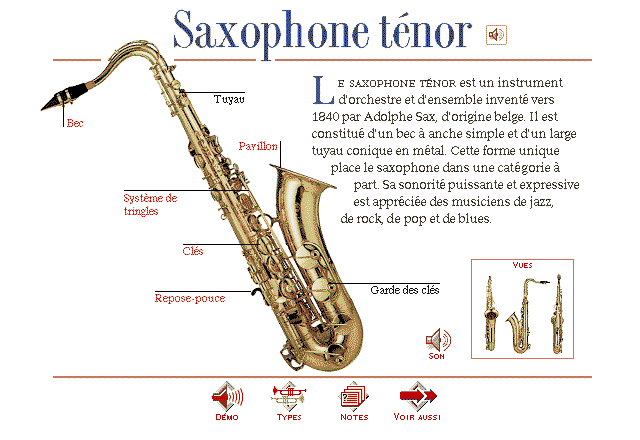 Saxophone ténor
LE SAXOPHONE TÉNOR est un instrument
d'orchestre et d'ensemble inventé vers
1840 par Adolphe Sax, d'origine belge. Il est
constitué d'un bec à anche simple et d'un large
tuyau conique en métal. Cette forme unique
place le saxophone dans une catégorie à
part. Sa sonorité puissante et expressive
est appréciée des musiciens de jazz,
de rock, de pop et de blues.
Tuyau
Bec
Pavillon
Système de
tringles
Clés
Repose-pouce
Garde des clés
VUES
SON
DÉMO
TYPES
NOTES
VOIR AUSSI